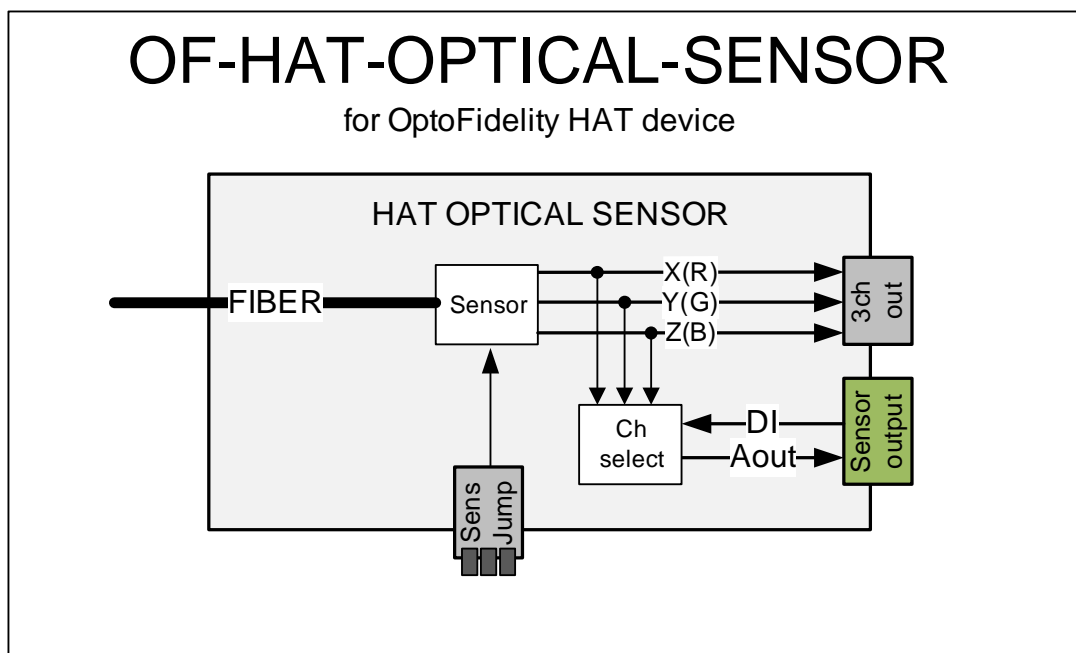 OF-HAT-OPTICAL-SENSOR
for OptoFidelity HAT device
HAT OPTICAL SENSOR
FIBER
Sensor
X(R)
Y(G)
Z(B)
3ch
out
Ch
select
DI
Aout
Sensor
output
Sens
Jump